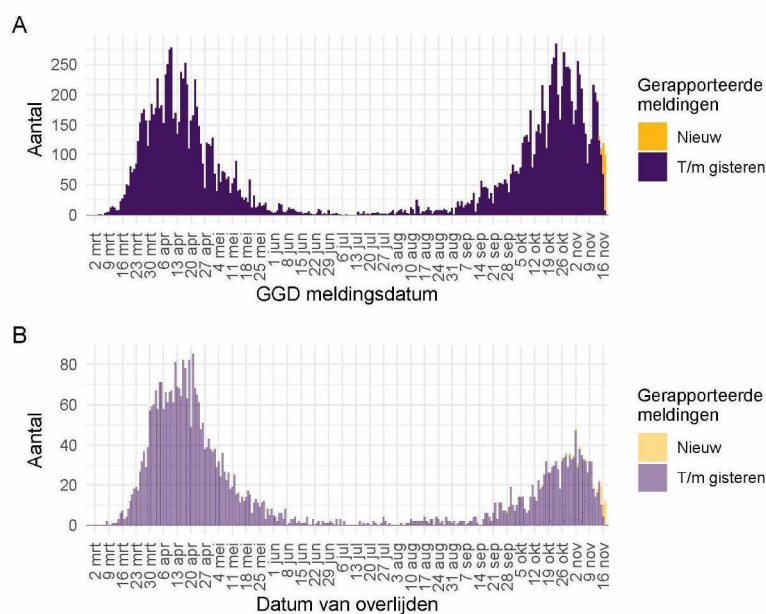 A
Aantal
250
200
150
100
50
0
2 mrt
9 mrt
16 mrt
23 mrt
30 mrt
6 apr
13 apr
20 apr
27 apr
4 mei
11 mei
18 mei
25 mei
1 jun
8 jun
15 jun
22 jun
29 jun
6 jul
13 jul
20 jul
27 jul
3 aug
10 aug
17 aug
24 aug
31 aug
7 sep
14 sep
21 sep
28 sep
5 okt
12 okt
19 okt
26 okt
2 nov
9 nov
16 nov
GGD meldingsdatum
Gerapporteerde
meldingen
Nieuw
T/m gisteren
B
Aantal
80
60
40
20
0
2 mrt
9 mrt
16 mrt
23 mrt
30 mrt
6 apr
13 apr
20 apr
27 apr
4 mei
11 mei
18 mei
25 mei
1 jun
8 jun
15 jun
22 jun
29 jun
6 jul
13 jul
20 jul
27 jul
3 aug
10 aug
17 aug
24 aug
31 aug
7 sep
14 sep
21 sep
28 sep
5 okt
12 okt
19 okt
26 okt
2 nov
9 nov
16 nov
Datum van overlijden
Gerapporteerde
meldingen
Nieuw
T/m gisteren